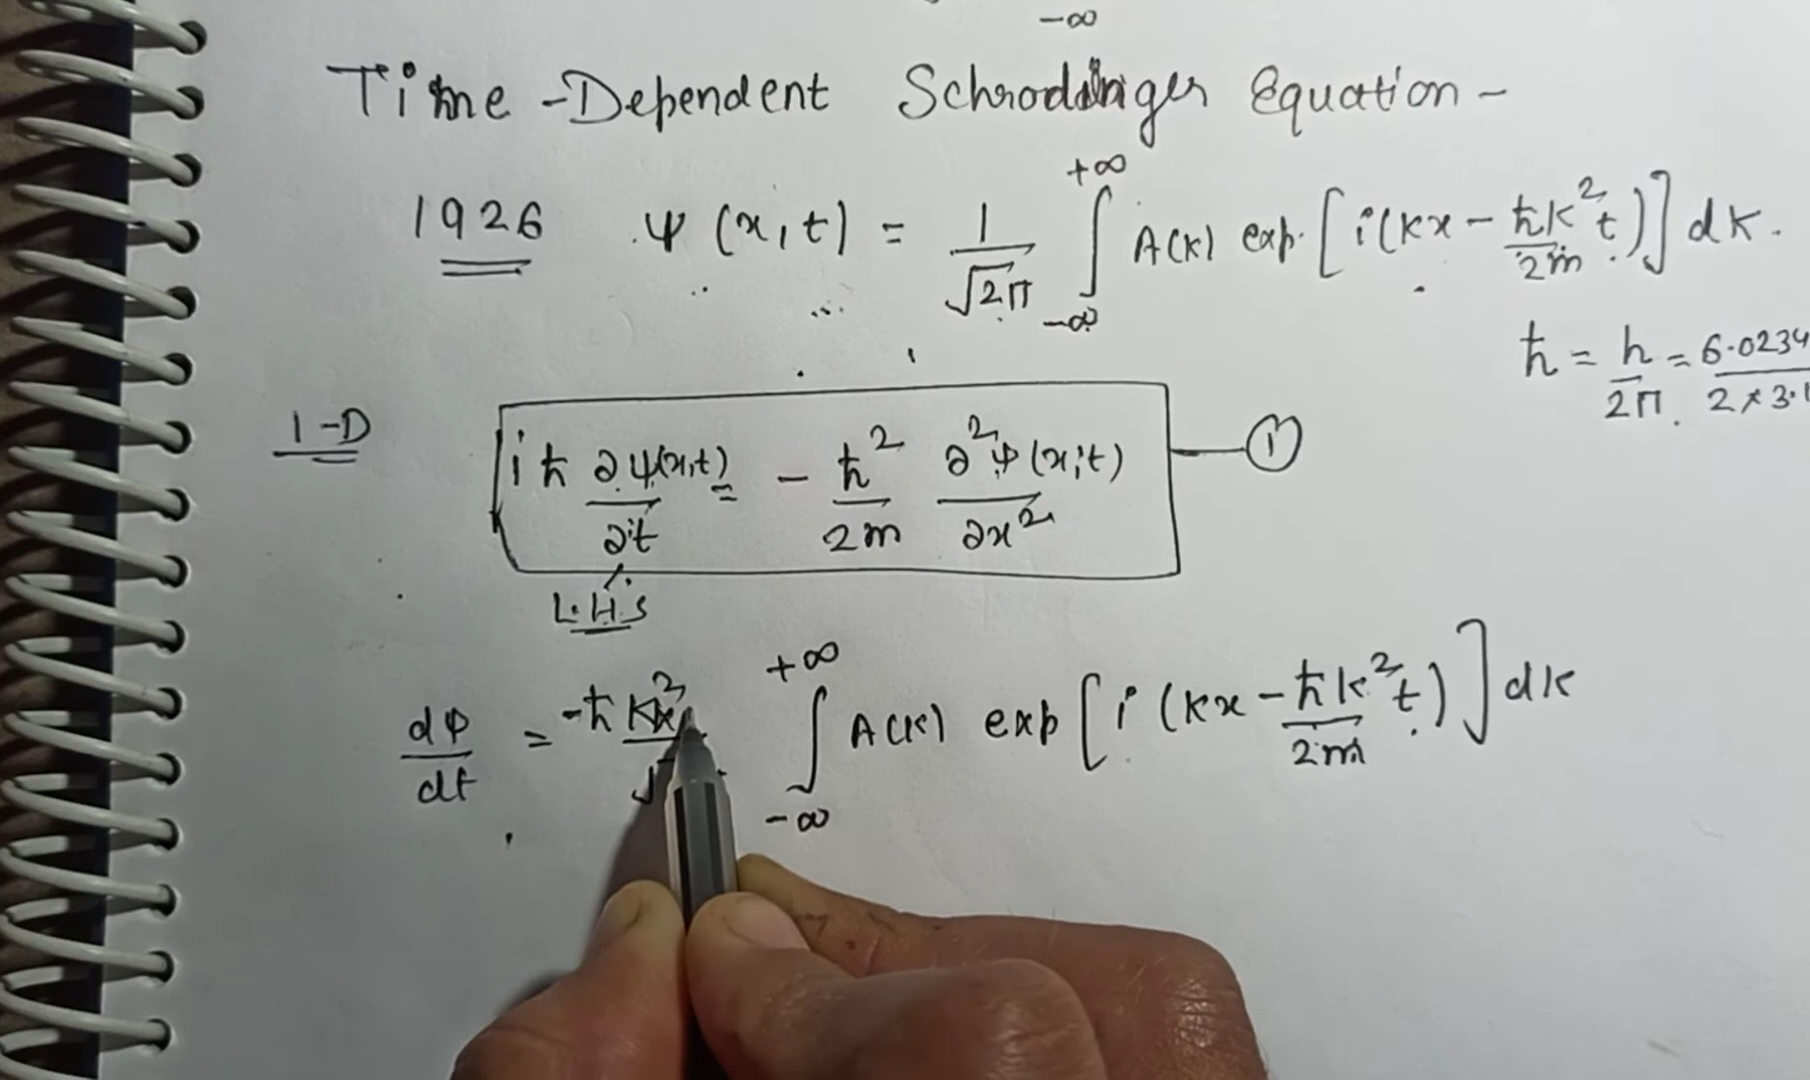 -∞
Time-Dependent Schrodinger Equation -
1926 ψ(x,t) = 1/√2π ∫_{-∞}^{+∞} A(k) exp. [i(kx - ħk²/2m t)] dk.
ħ = h/2π = 6.0234/2×3.1
1-D iħ ∂ψ(x,t)/∂t = - ħ²/2m ∂²ψ(x,t)/∂x² — ①
L.H.S
dψ/dt = -ħ k²/√ ∫_{-∞}^{+∞} A(k) exp [i(kx - ħk²/2m t)] dk